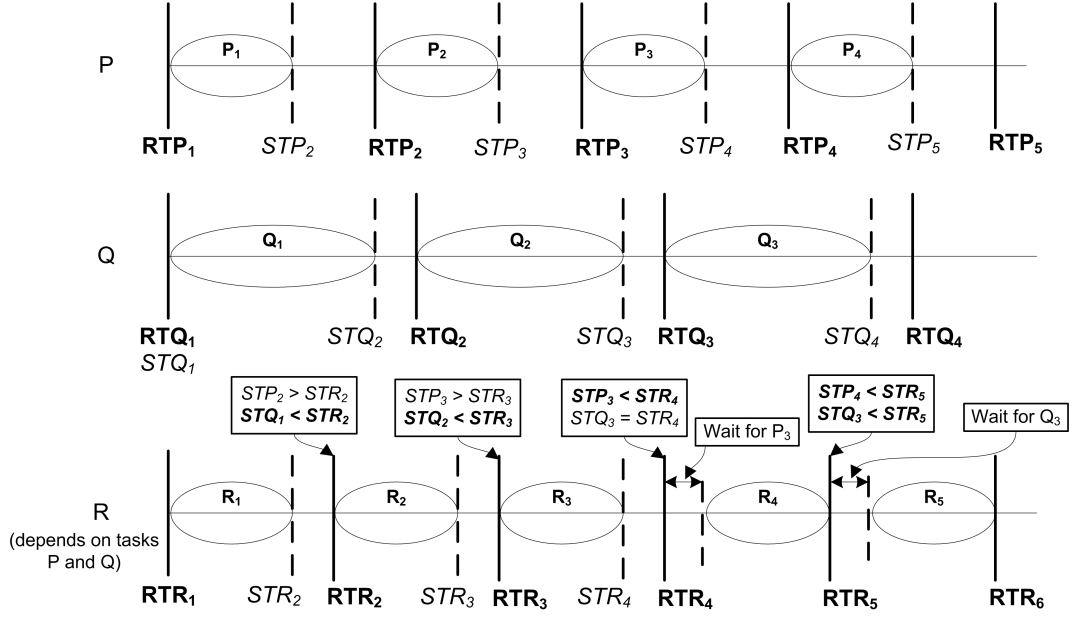 P
P₁
P₂
P₃
P₄
RTP₁
STP₂
RTP₂
STP₃
RTP₃
STP₄
RTP₄
STP₅
RTP₅
Q
Q₁
Q₂
Q₃
RTQ₁
STQ₁
STQ₂
RTQ₂
STQ₃
RTQ₃
STQ₄
RTQ₄
STP₂ > STR₂
STQ₁ < STR₂
STP₃ > STR₃
STQ₂ < STR₃
STP₃ < STR₄
STQ₃ = STR₄
Wait for P₃
STP₄ < STR₅
STQ₃ < STR₅
Wait for Q₃
R
(depends on tasks
P and Q)
R₁
R₂
R₃
R₄
R₅
RTR₁
STR₂
RTR₂
STR₃
RTR₃
STR₄
RTR₄
RTR₅
RTR₆